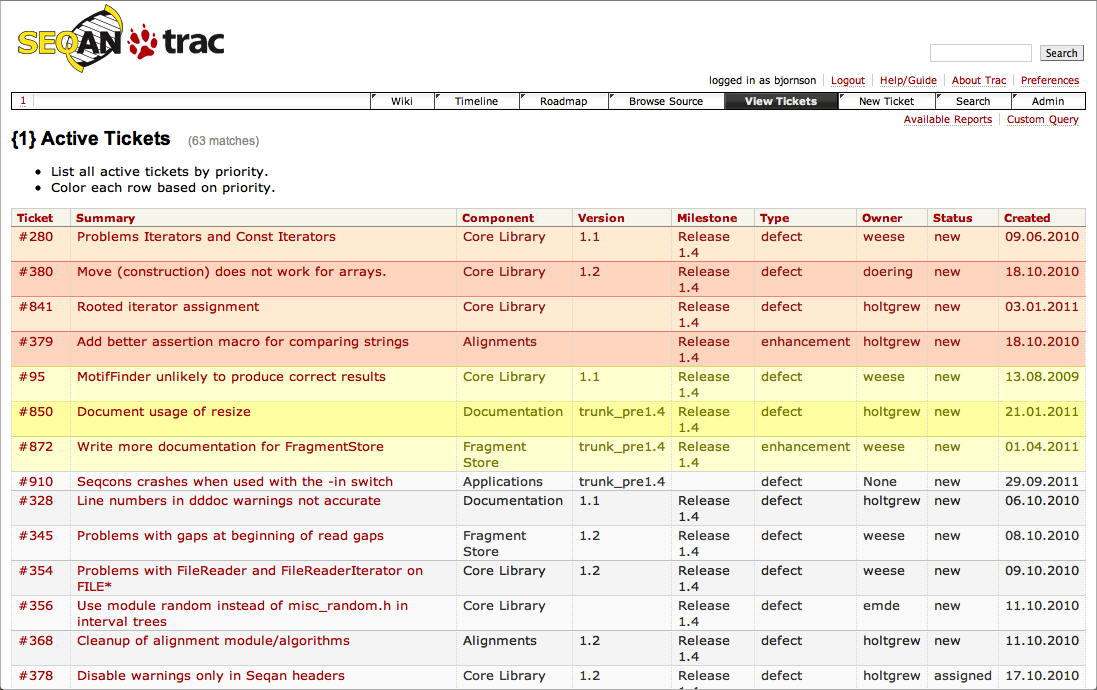 SEQAN trac
Search
logged in as bjornson Logout Help/Guide About Trac Preferences
1 Wiki Timeline Roadmap Browse Source View Tickets New Ticket Search Admin
Available Reports Custom Query
{1} Active Tickets (63 matches)
• List all active tickets by priority.
• Color each row based on priority.
Ticket Summary Component Version Milestone Type Owner Status Created
#280 Problems Iterators and Const Iterators Core Library 1.1 Release defect weese new 09.06.2010
1.4
#380 Move (construction) does not work for arrays. Core Library 1.2 Release defect doering new 18.10.2010
1.4
#841 Rooted iterator assignment Core Library Release defect holtgrew new 03.01.2011
1.4
#379 Add better assertion macro for comparing strings Alignments Release enhancement holtgrew new 18.10.2010
1.4
#95 MotifFinder unlikely to produce correct results Core Library 1.1 Release defect weese new 13.08.2009
1.4
#850 Document usage of resize Documentation trunk_pre1.4 Release defect holtgrew new 21.01.2011
1.4
#872 Write more documentation for FragmentStore Fragment trunk_pre1.4 Release enhancement weese new 01.04.2011
Store 1.4
#910 Seqcons crashes when used with the -in switch Applications trunk_pre1.4 defect None new 29.09.2011
#328 Line numbers in dddoc warnings not accurate Documentation 1.1 Release defect holtgrew new 06.10.2010
1.4
#345 Problems with gaps at beginning of read gaps Fragment 1.2 Release defect weese new 08.10.2010
Store 1.4
#354 Problems with FileReader and FileReaderIterator on Core Library 1.2 Release defect weese new 09.10.2010
FILE* 1.4
#356 Use module random instead of misc_random.h in Core Library Release defect emde new 11.10.2010
interval trees 1.4
#368 Cleanup of alignment module/algorithms Alignments 1.2 Release defect holtgrew new 11.10.2010
1.4
#378 Disable warnings only in Seqan headers Core Library 1.2 Release defect holtgrew assigned 17.10.2010